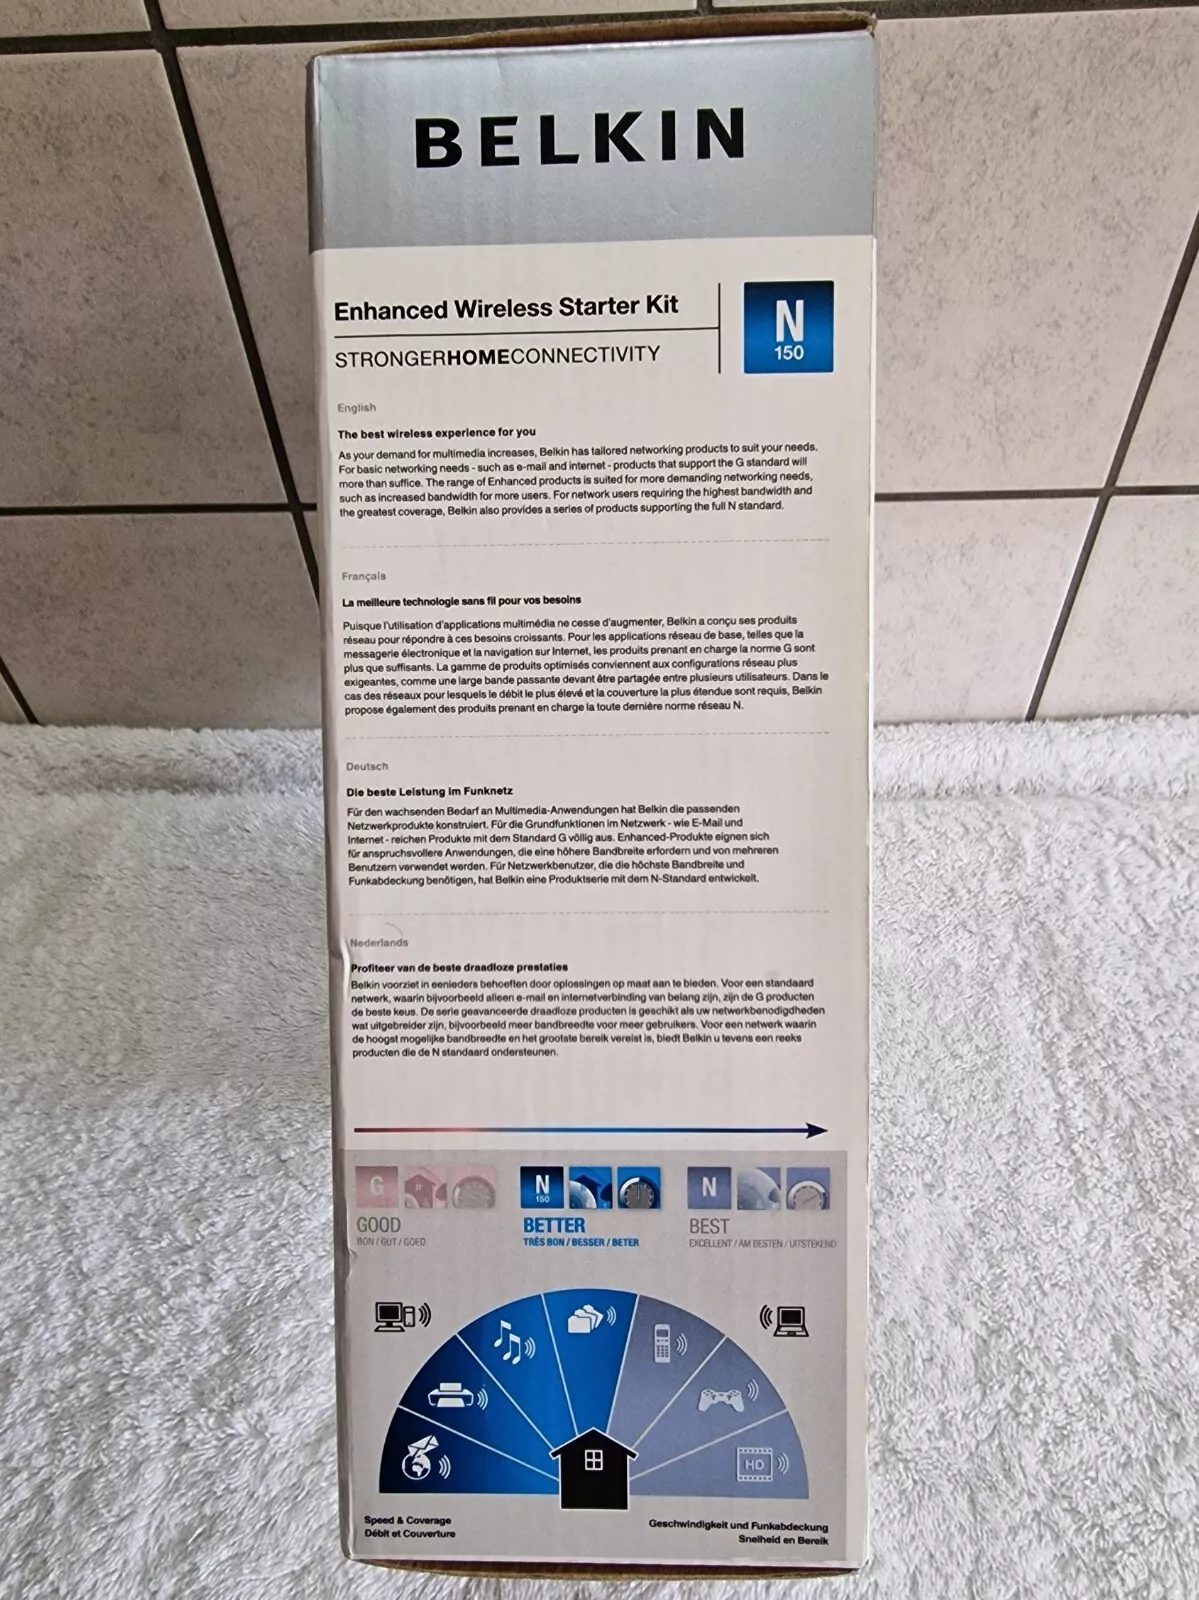 BELKIN
Enhanced Wireless Starter Kit
STRONGERHOMECONNECTIVITY
N
150
English
The best wireless experience for you
As your demand for multimedia increases, Belkin has tailored networking products to suit your needs.
For basic networking needs - such as e-mail and internet - products that support the G standard will
more than suffice. The range of Enhanced products is suited for more demanding networking needs,
such as increased bandwidth for more users. For network users requiring the highest bandwidth and
the greatest coverage, Belkin also provides a series of products supporting the full N standard.
Français
La meilleure technologie sans fil pour vos besoins
Puisque l'utilisation d'applications multimédia ne cesse d'augmenter, Belkin a conçu ses produits
réseau pour répondre à ces besoins croissants. Pour les applications réseau de base, telles que la
messagerie électronique et la navigation sur Internet, les produits prenant en charge la norme G sont
plus que suffisants. La gamme de produits optimisés conviennent aux configurations réseau plus
exigeantes, comme une large bande passante devant être partagée entre plusieurs utilisateurs. Dans le
cas des réseaux pour lesquels le débit le plus élevé et la couverture la plus étendue sont requis, Belkin
propose également des produits prenant en charge la toute dernière norme réseau N.
Deutsch
Die beste Leistung im Funknetz
Für den wachsenden Bedarf an Multimedia-Anwendungen hat Belkin die passenden
Netzwerkprodukte konstruiert. Für die Grundfunktionen im Netzwerk - wie E-Mail und
Internet - reichen Produkte mit dem Standard G völlig aus. Enhanced-Produkte eignen sich
für anspruchsvollere Anwendungen, die eine höhere Bandbreite erfordern und von mehreren
Benutzern verwendet werden. Für Netzwerkbenutzer, die die höchste Bandbreite und
Funkabdeckung benötigen, hat Belkin eine Produktserie mit dem N-Standard entwickelt.
Nederlands
Profiteer van de beste draadloze prestaties
Belkin voorziet in eenieders behoeften door oplossingen op maat aan te bieden. Voor een standaard
netwerk, waarin bijvoorbeeld alleen e-mail en internetverbinding van belang zijn, zijn de G producten
de beste keus. De serie geavanceerde draadloze producten is geschikt als uw netwerkbenodigdheden
wat uitgebreider zijn, bijvoorbeeld meer bandbreedte voor meer gebruikers. Voor een netwerk waarin
de hoogst mogelijke bandbreedte en het grootste bereik vereist is, biedt Belkin u tevens een reeks
producten die de N standaard ondersteunen.
G
GOOD
BON / GUT / GOED
N
150
BETTER
TRÈS BON / BESSER / BETER
N
BEST
EXCELLENT / AM BESTEN / UITSTEKEND
HD
Speed & Coverage
Débit et Couverture
Geschwindigkeit und Funkabdeckung
Snelheid en Bereik